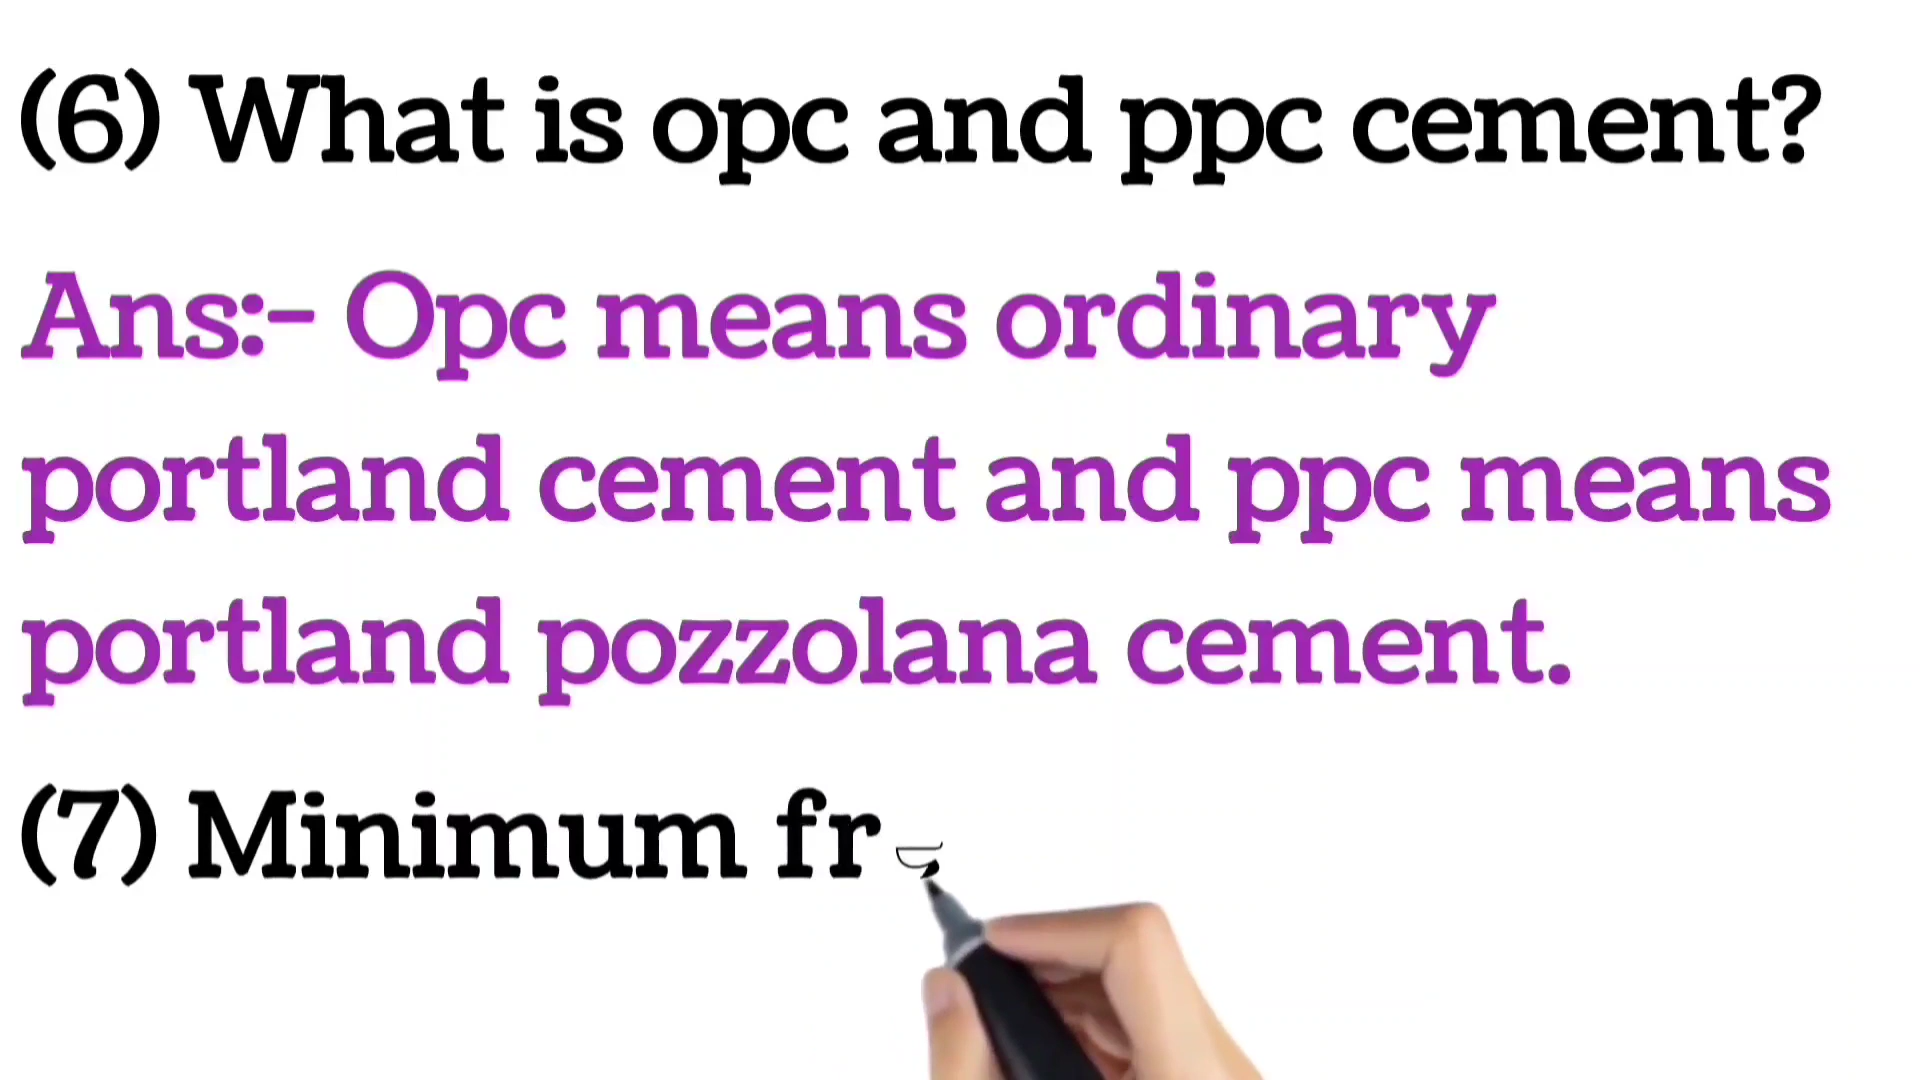 (6) What is opc and ppc cement?
Ans:- Opc means ordinary
portland cement and ppc means
portland pozzolana cement.
(7) Minimum fr